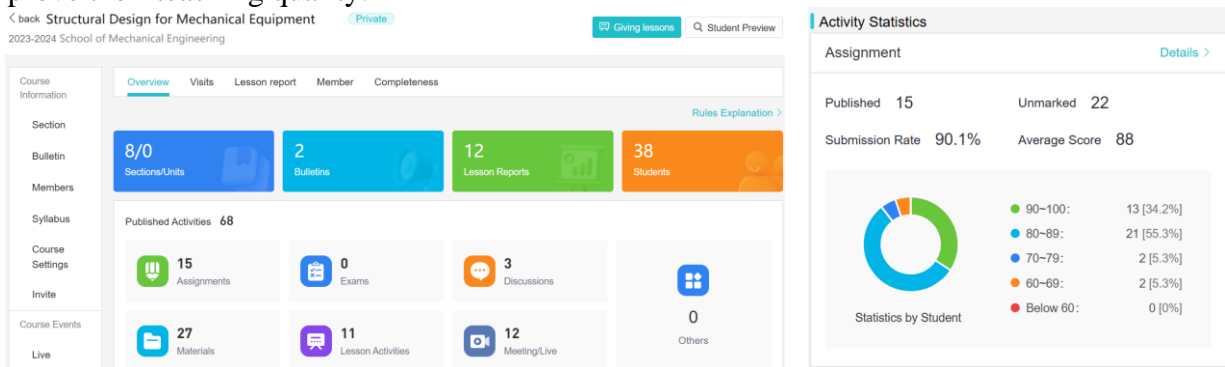 prove the teaching quality.
< back Structural Design for Mechanical Equipment Private
2023-2024 School of Mechanical Engineering
Giving lessons
Student Preview
Course Information
Section
Bulletin
Members
Syllabus
Course Settings
Invite
Course Events
Live
Overview Visits Lesson report Member Completeness
Rules Explanation >
8/0
Sections/Units
2
Bulletins
12
Lesson Reports
38
Students
Published Activities 68
15
Assignments
0
Exams
3
Discussions
27
Materials
11
Lesson Activities
12
Meeting/Live
0
Others
Activity Statistics
Assignment Details >
Published 15 Unmarked 22
Submission Rate 90.1% Average Score 88
90~100: 13 [34.2%]
80~89: 21 [55.3%]
70~79: 2 [5.3%]
60~69: 2 [5.3%]
Below 60: 0 [0%]
Statistics by Student